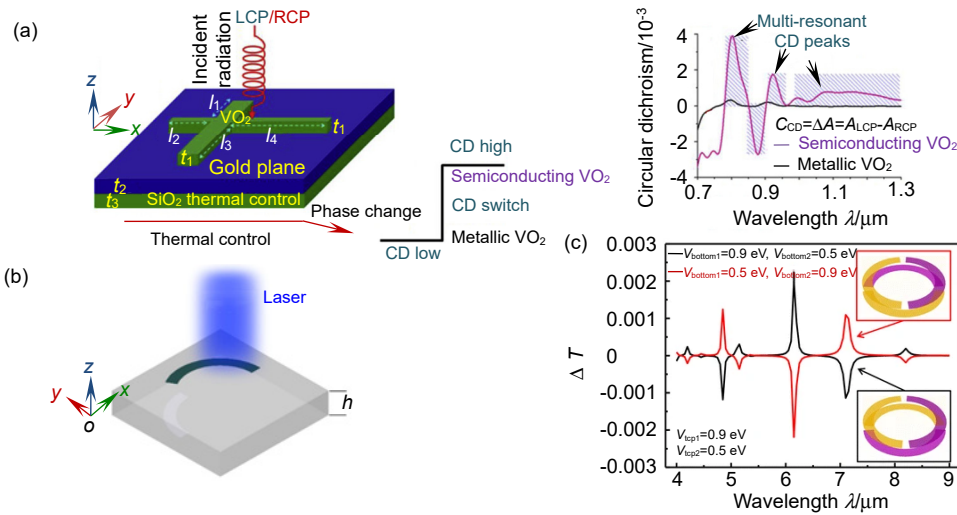 (a)
LCP/RCP
Incident
radiation
z
y
x
l1
VO2
l2
l3
l4
t1
t1
Gold plane
t2
t3
SiO2 thermal control
Phase change
Thermal control
CD high
Semiconducting VO2
CD switch
Metallic VO2
CD low
Circular dichroism/10-3
4
2
0
-2
-4
Multi-resonant
CD peaks
CCD=ΔA=ALCP-ARCP
Semiconducting VO2
Metallic VO2
0.7 0.9 1.1 1.3
Wavelength λ/μm
(b)
Laser
z
y
x
o
h
(c)
Δ T
0.003
0.002
0.001
0
-0.001
-0.002
-0.003
Vbottom1=0.9 eV, Vbottom2=0.5 eV
Vbottom1=0.5 eV, Vbottom2=0.9 eV
Vtcp1=0.9 eV
Vtcp2=0.5 eV
4 5 6 7 8 9
Wavelength λ/μm